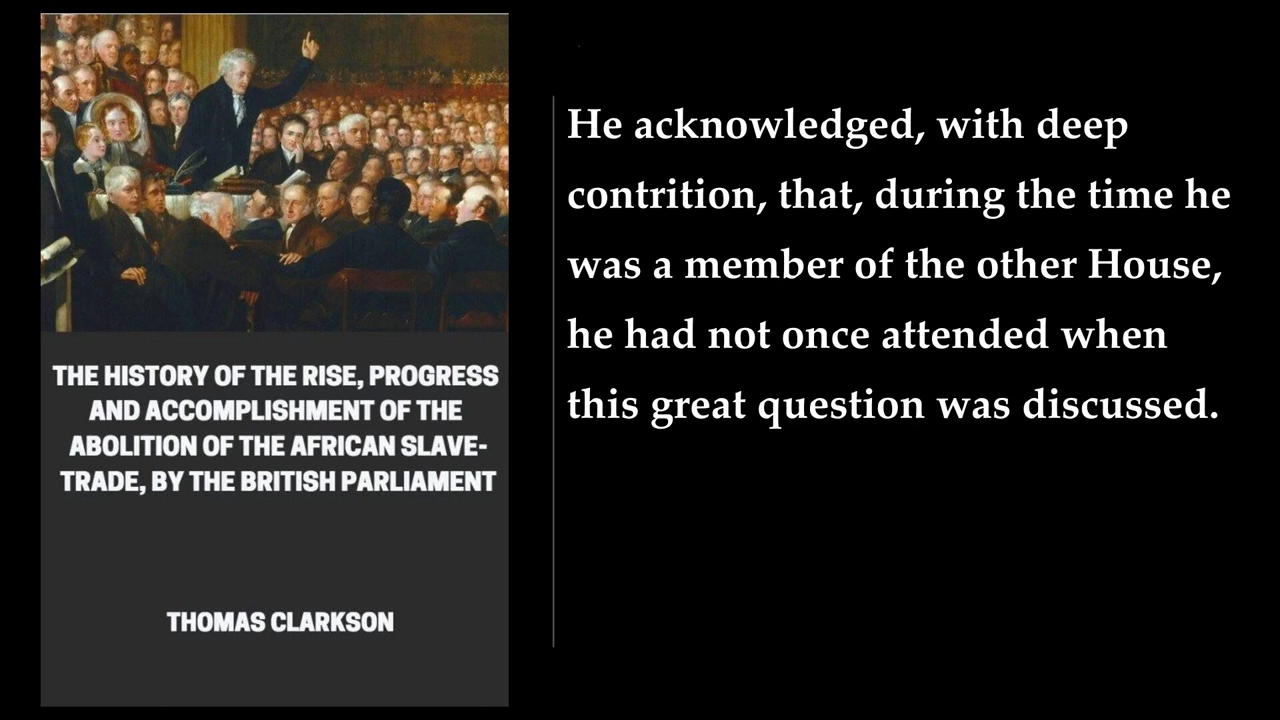 THE HISTORY OF THE RISE, PROGRESS
AND ACCOMPLISHMENT OF THE
ABOLITION OF THE AFRICAN SLAVE-
TRADE, BY THE BRITISH PARLIAMENT
THOMAS CLARKSON
He acknowledged, with deep
contrition, that, during the time he
was a member of the other House,
he had not once attended when
this great question was discussed.